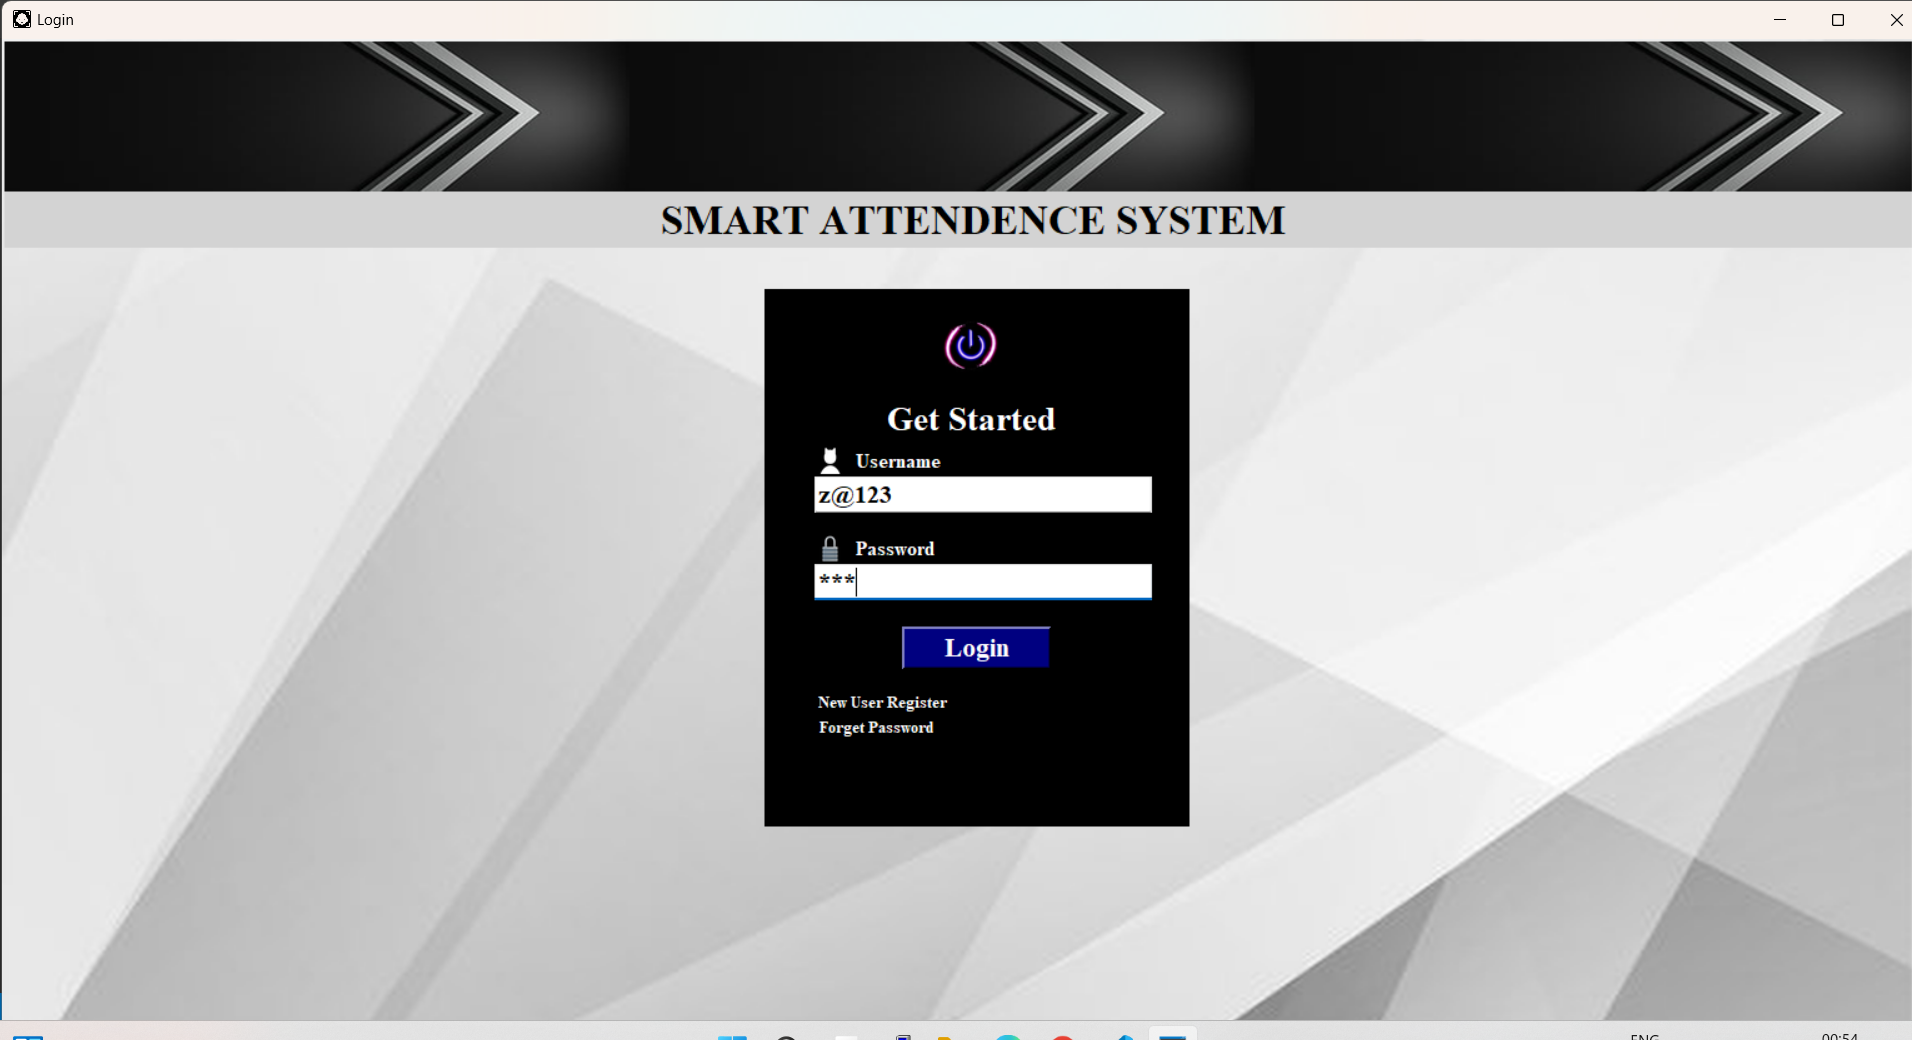 Login
SMART ATTENDENCE SYSTEM
Get Started
Username
z@123
Password
***
Login
New User Register
Forget Password
ENG
00:54